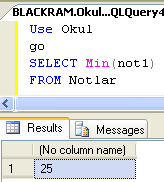 BLACKRAM.Okul...QLQuery4
Use Okul
go
SELECT Min(not1)
FROM Notlar
Results Messages
(No column name)
1 25